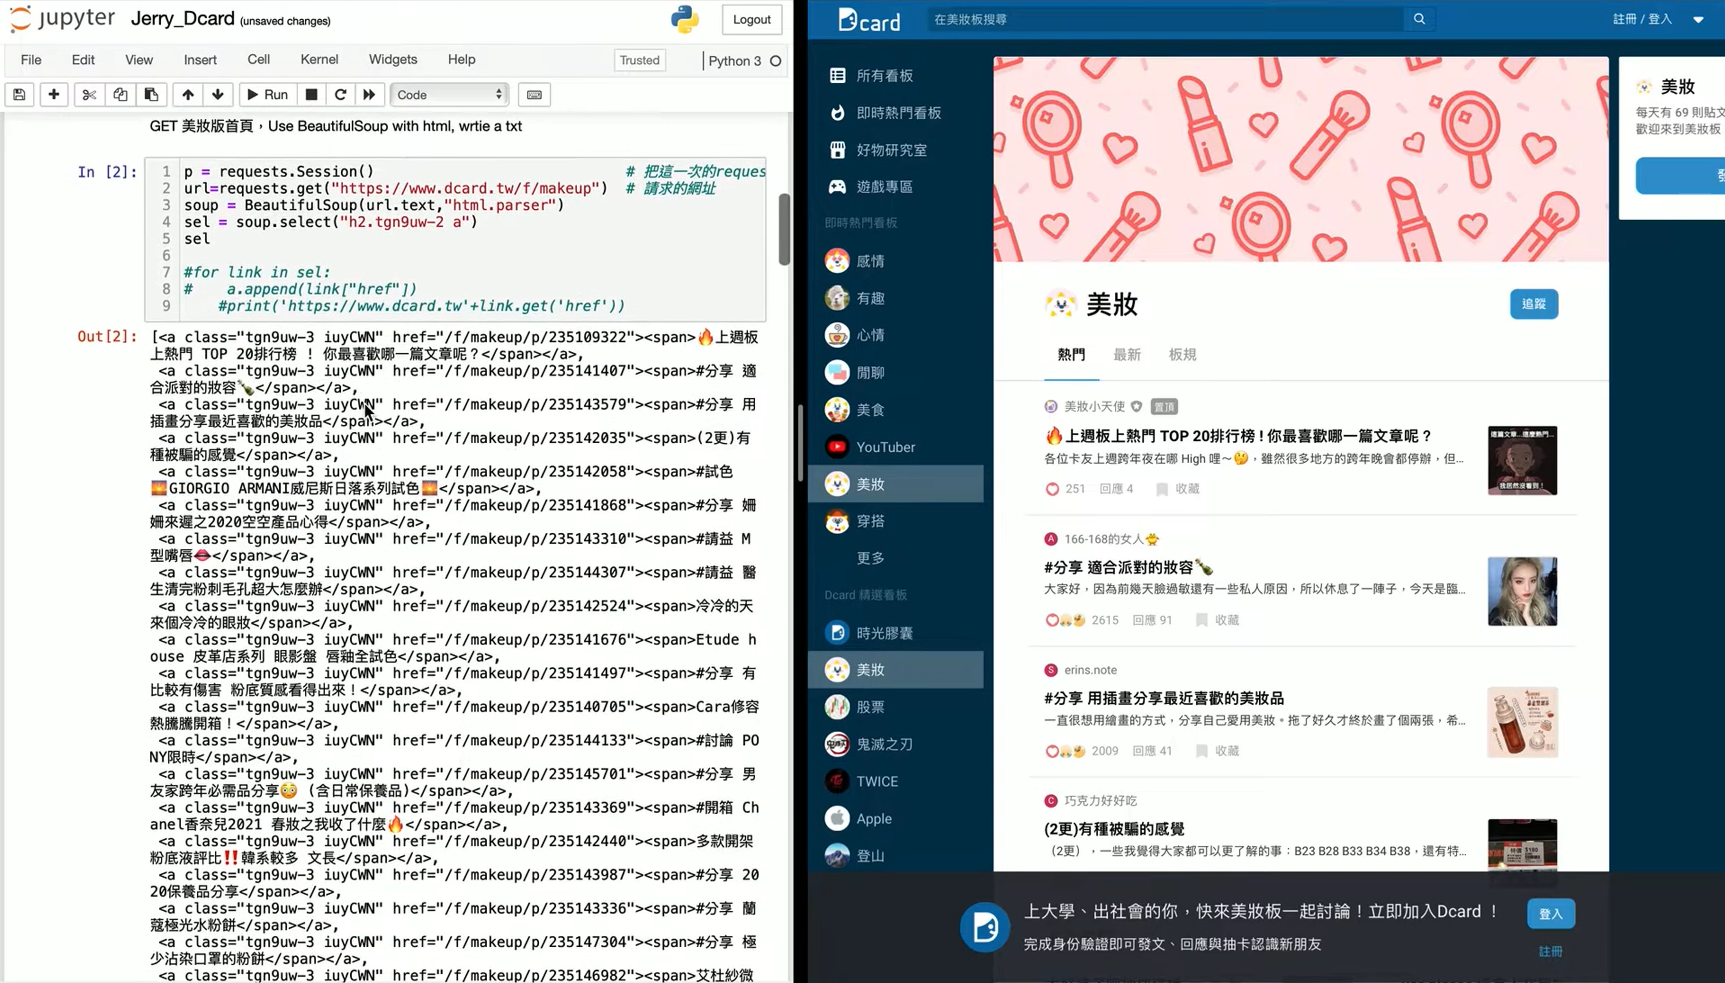 jupyter Jerry_Dcard (unsaved changes)
Logout
File Edit View Insert Cell Kernel Widgets Help
Trusted
Python 3
Run
Code
GET 美妝版首頁，Use BeautifulSoup with html, wrtie a txt
In [2]:
1 p = requests.Session() # 把這一次的reques
2 url=requests.get("https://www.dcard.tw/f/makeup") # 請求的網址
3 soup = BeautifulSoup(url.text,"html.parser")
4 sel = soup.select("h2.tgn9uw-2 a")
5 sel
6
7 #for link in sel:
8 #    a.append(link["href"])
9     #print('https://www.dcard.tw'+link.get('href'))
Out[2]:
[<a class="tgn9uw-3 iuyCWN" href="/f/makeup/p/235109322"><span>🔥上週板
上熱門 TOP 20排行榜 ！ 你最喜歡哪一篇文章呢？</span></a>,
<a class="tgn9uw-3 iuyCWN" href="/f/makeup/p/235141407"><span>#分享 適
合派對的妝容🍾</span></a>,
<a class="tgn9uw-3 iuyCWN" href="/f/makeup/p/235143579"><span>#分享 用
插畫分享最近喜歡的美妝品</span></a>,
<a class="tgn9uw-3 iuyCWN" href="/f/makeup/p/235142035"><span>(2更)有
種被騙的感覺</span></a>,
<a class="tgn9uw-3 iuyCWN" href="/f/makeup/p/235142058"><span>#試色
🌇GIORGIO ARMANI威尼斯日落系列試色🌇</span></a>,
<a class="tgn9uw-3 iuyCWN" href="/f/makeup/p/235141868"><span>#分享 姍
姍來遲之2020空空產品心得</span></a>,
<a class="tgn9uw-3 iuyCWN" href="/f/makeup/p/235143310"><span>#請益 M
型嘴唇👄</span></a>,
<a class="tgn9uw-3 iuyCWN" href="/f/makeup/p/235144307"><span>#請益 醫
生清完粉刺毛孔超大怎麼辦</span></a>,
<a class="tgn9uw-3 iuyCWN" href="/f/makeup/p/235142524"><span>冷冷的天
來個冷冷的眼妝</span></a>,
<a class="tgn9uw-3 iuyCWN" href="/f/makeup/p/235141676"><span>Etude h
ouse 皮革店系列 眼影盤 唇釉全試色</span></a>,
<a class="tgn9uw-3 iuyCWN" href="/f/makeup/p/235141497"><span>#分享 有
比較有傷害 粉底質感看得出來！</span></a>,
<a class="tgn9uw-3 iuyCWN" href="/f/makeup/p/235140705"><span>Cara修容
熱騰騰開箱！</span></a>,
<a class="tgn9uw-3 iuyCWN" href="/f/makeup/p/235144133"><span>#討論 PO
NY限時</span></a>,
<a class="tgn9uw-3 iuyCWN" href="/f/makeup/p/235145701"><span>#分享 男
友家跨年必需品分享😳 (含日常保養品)</span></a>,
<a class="tgn9uw-3 iuyCWN" href="/f/makeup/p/235143369"><span>#開箱 Ch
anel香奈兒2021 春妝之我收了什麼🔥</span></a>,
<a class="tgn9uw-3 iuyCWN" href="/f/makeup/p/235142440"><span>多款開架
粉底液評比‼️韓系較多 文長</span></a>,
<a class="tgn9uw-3 iuyCWN" href="/f/makeup/p/235143987"><span>#分享 20
20保養品分享</span></a>,
<a class="tgn9uw-3 iuyCWN" href="/f/makeup/p/235143336"><span>#分享 蘭
蔻極光水粉餅</span></a>,
<a class="tgn9uw-3 iuyCWN" href="/f/makeup/p/235147304"><span>#分享 極
少沾染口罩的粉餅</span></a>,
<a class="tgn9uw-3 iuyCWN" href="/f/makeup/p/235146982"><span>艾杜紗微
Dcard
在美妝板搜尋
註冊 / 登入
所有看板
即時熱門看板
好物研究室
遊戲專區
即時熱門看板
感情
有趣
心情
閒聊
美食
YouTuber
美妝
穿搭
更多
Dcard 精選看板
時光膠囊
美妝
股票
鬼滅之刃
TWICE
Apple
登山
美妝
追蹤
熱門 最新 板規
美妝小天使 置頂
🔥上週板上熱門 TOP 20排行榜 ! 你最喜歡哪一篇文章呢？
各位卡友上週跨年夜在哪 High 哩～🤔，雖然很多地方的跨年晚會都停辦，但...
251 回應 4 收藏
166-168的女人
#分享 適合派對的妝容🍾
大家好，因為前幾天臉過敏還有一些私人原因，所以休息了一陣子，今天是臨...
2615 回應 91 收藏
S erins.note
#分享 用插畫分享最近喜歡的美妝品
一直很想用繪畫的方式，分享自己愛用美妝。拖了好久才終於畫了個兩張，希...
2009 回應 41 收藏
巧克力好好吃
(2更)有種被騙的感覺
（2更），一些我覺得大家都可以更了解的事：B23 B28 B33 B34 B38，還有特...
美妝
每天有 69 則貼文
歡迎來到美妝板
上大學、出社會的你，快來美妝板一起討論！立即加入Dcard ！
完成身份驗證即可發文、回應與抽卡認識新朋友
登入
註冊